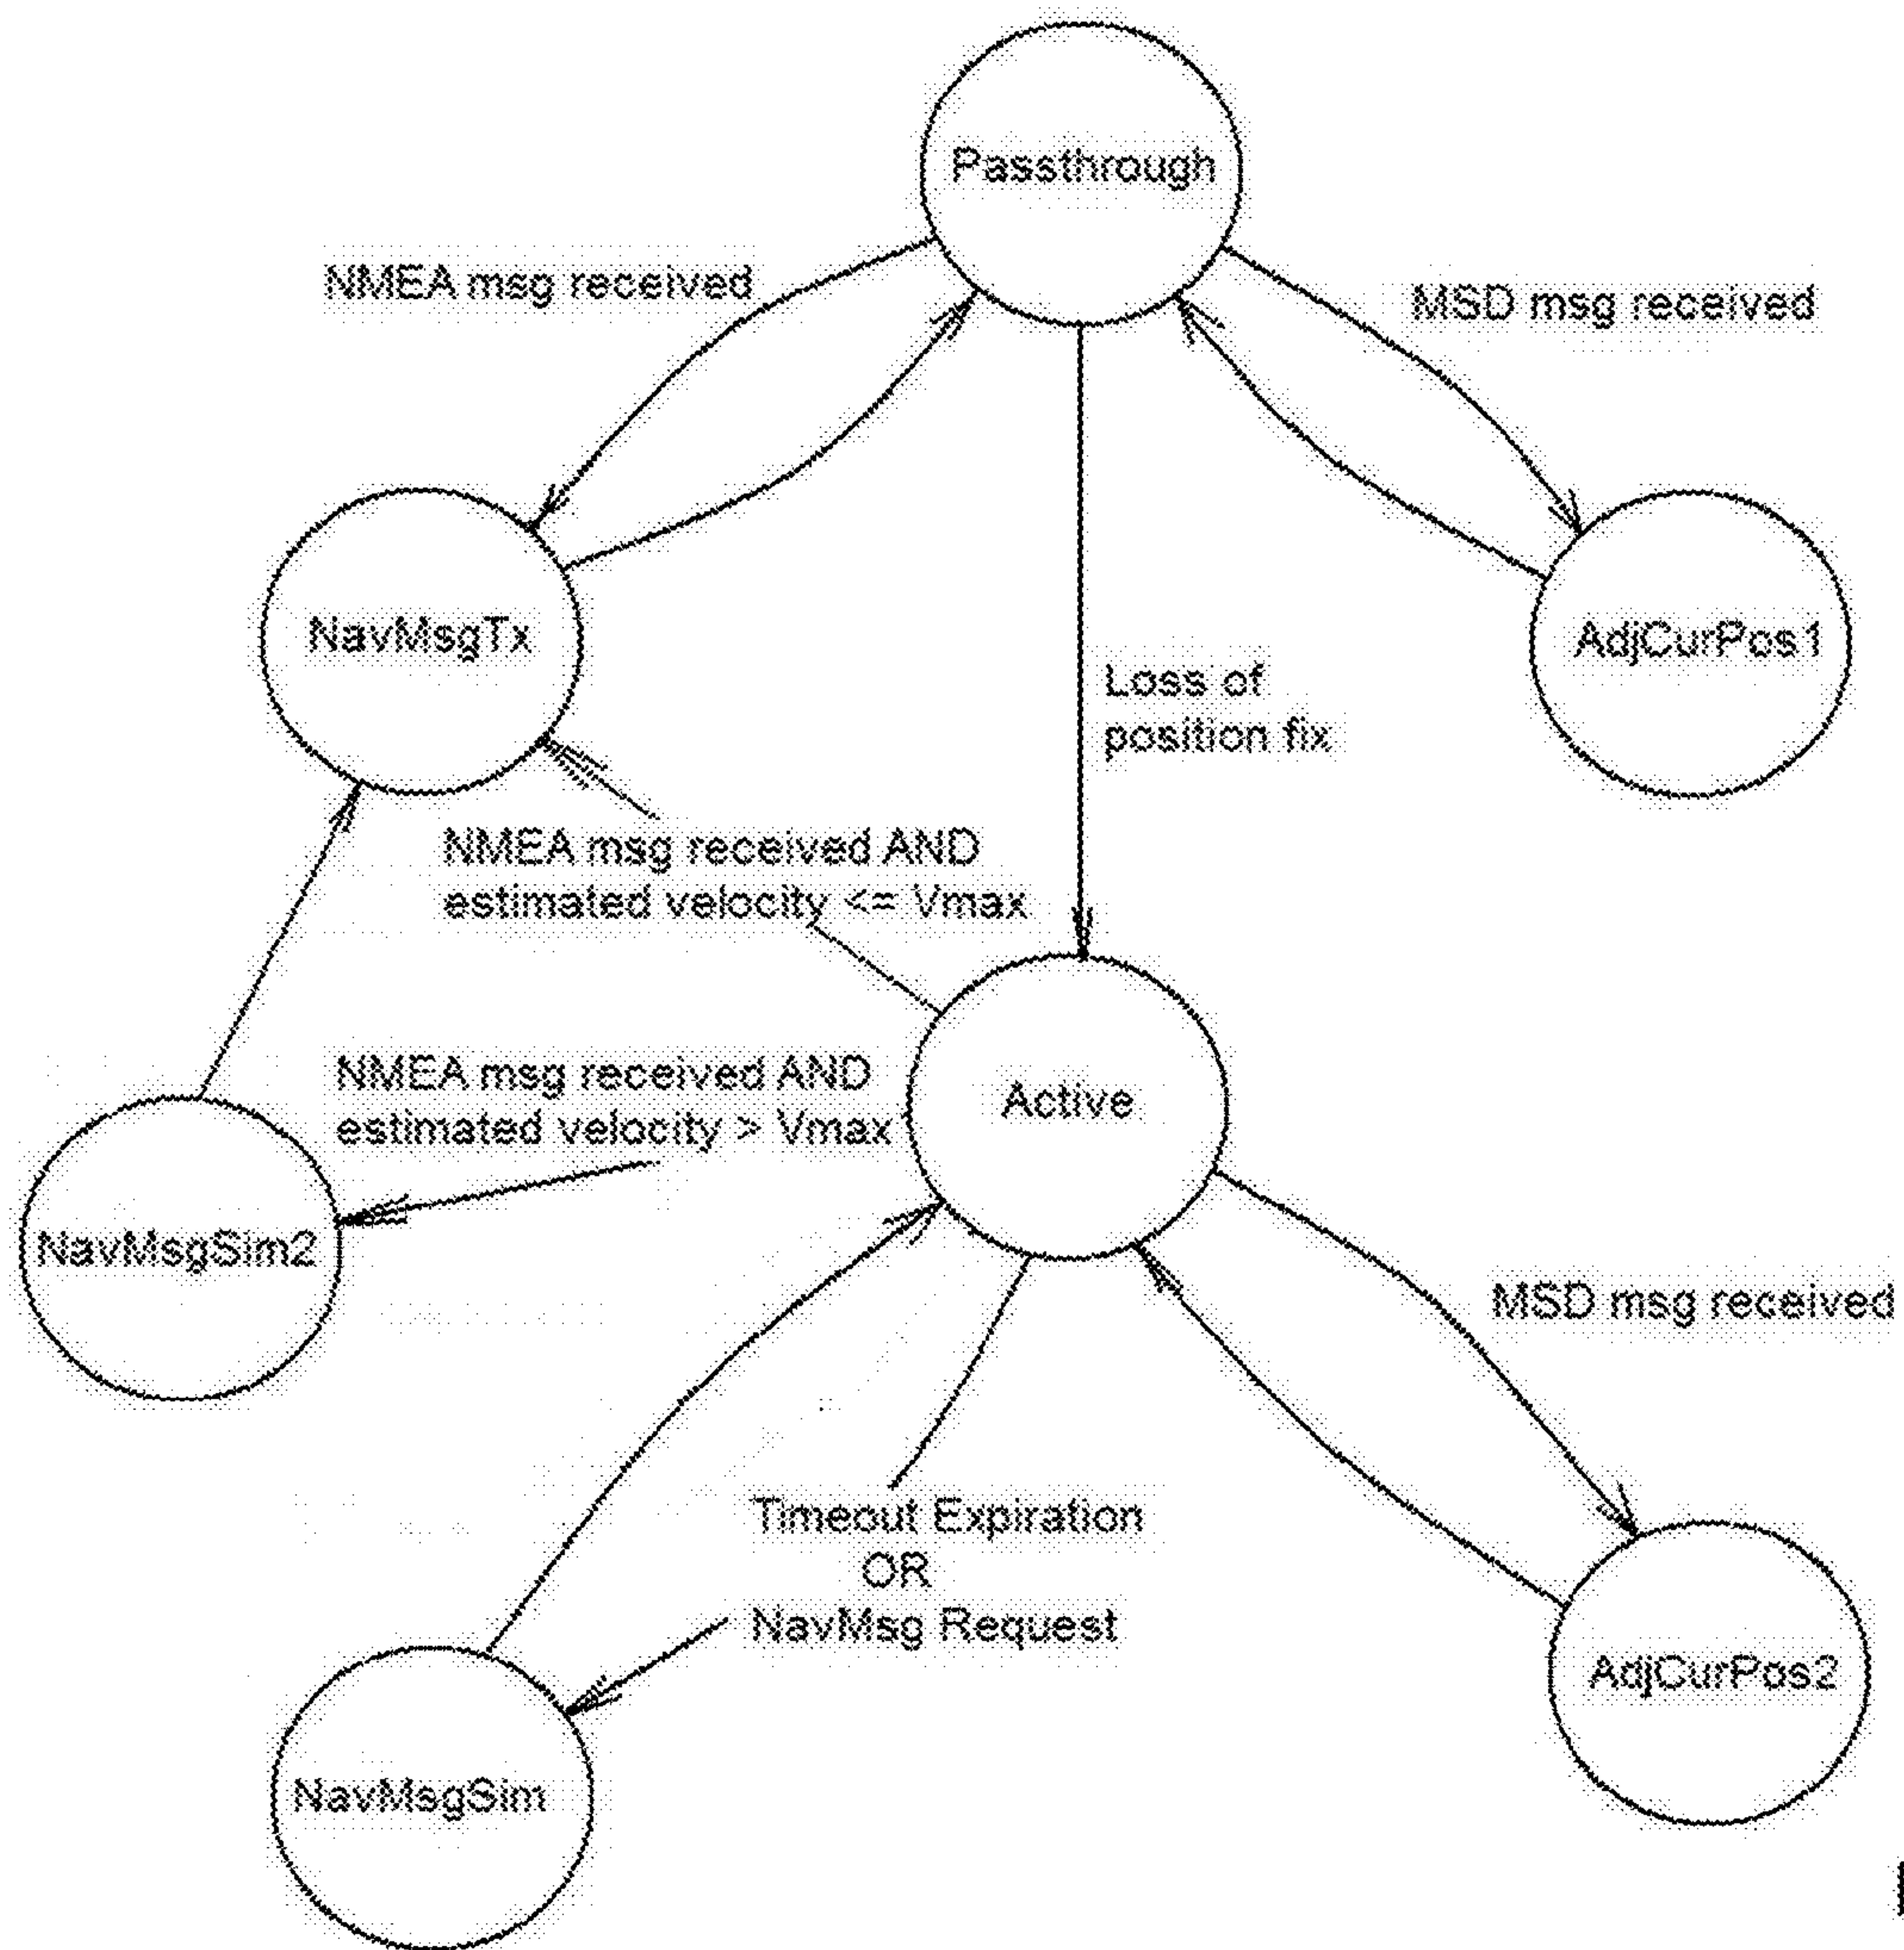 Passthrough
NMEA msg received
MSD msg received
NavMsgTx
AdjCurPos1
Loss of
position fix
NMEA msg received AND
estimated velocity <= Vmax
NMEA msg received AND
estimated velocity > Vmax
Active
NavMsgSim2
MSD msg received
Timeout Expiration
OR
NavMsg Request
AdjCurPos2
NavMsgSim